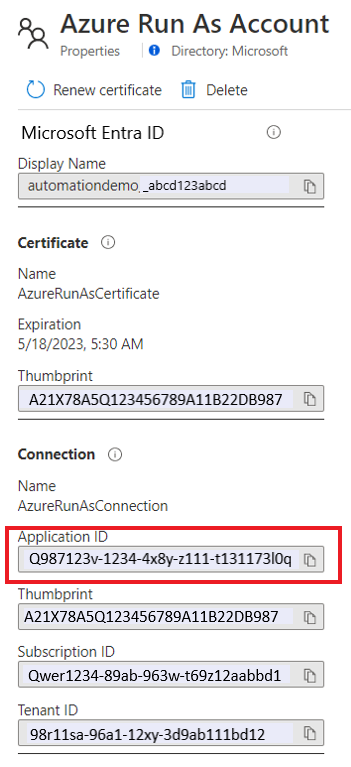 Azure Run As Account
Properties Directory: Microsoft
Renew certificate Delete
Microsoft Entra ID
Display Name
automationdemo,_abcd123abcd
Certificate
Name
AzureRunAsCertificate
Expiration
5/18/2023, 5:30 AM
Thumbprint
A21X78A5Q123456789A11B22DB987
Connection
Name
AzureRunAsConnection
Application ID
Q987123v-1234-4x8y-z111-t131173l0q
Thumbprint
A21X78A5Q123456789A11B22DB987
Subscription ID
Qwer1234-89ab-963w-t69z12aabbd1
Tenant ID
98r11sa-96a1-12xy-3d9ab111bd12